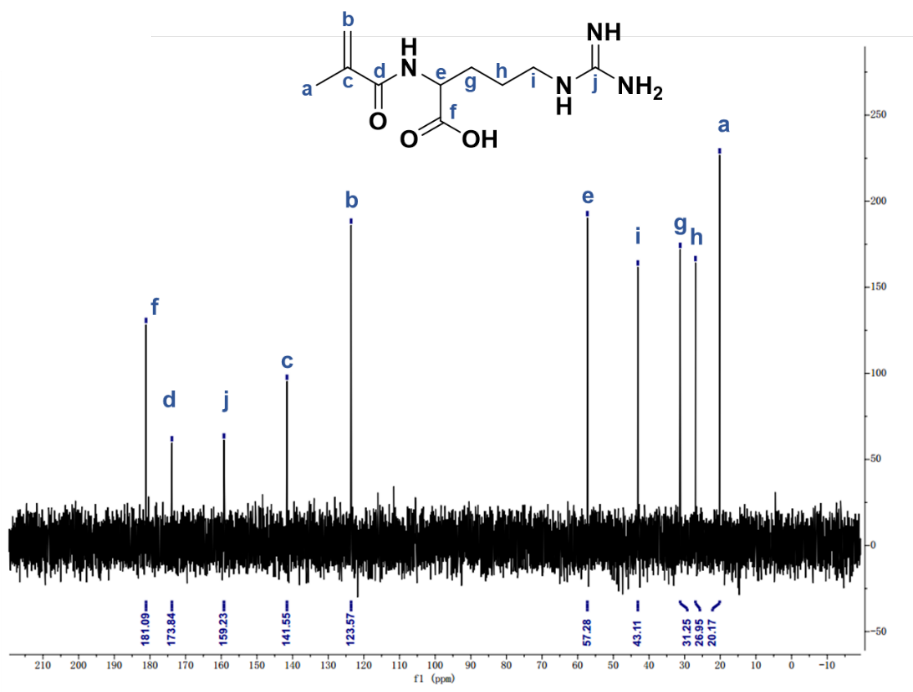 b
NH
H
N
d
e
h
a
c
g
i
N
H
j
NH2
O
f
O
OH
a
b
e
i
g
h
f
d
j
c
250
200
150
100
50
0
-50
181.09
173.84
159.23
141.55
123.57
57.28
43.11
31.25
26.95
20.17
210 200 190 180 170 160 150 140 130 120 110 100 90 80 70 60 50 40 30 20 10 0 -10
f1 (ppm)